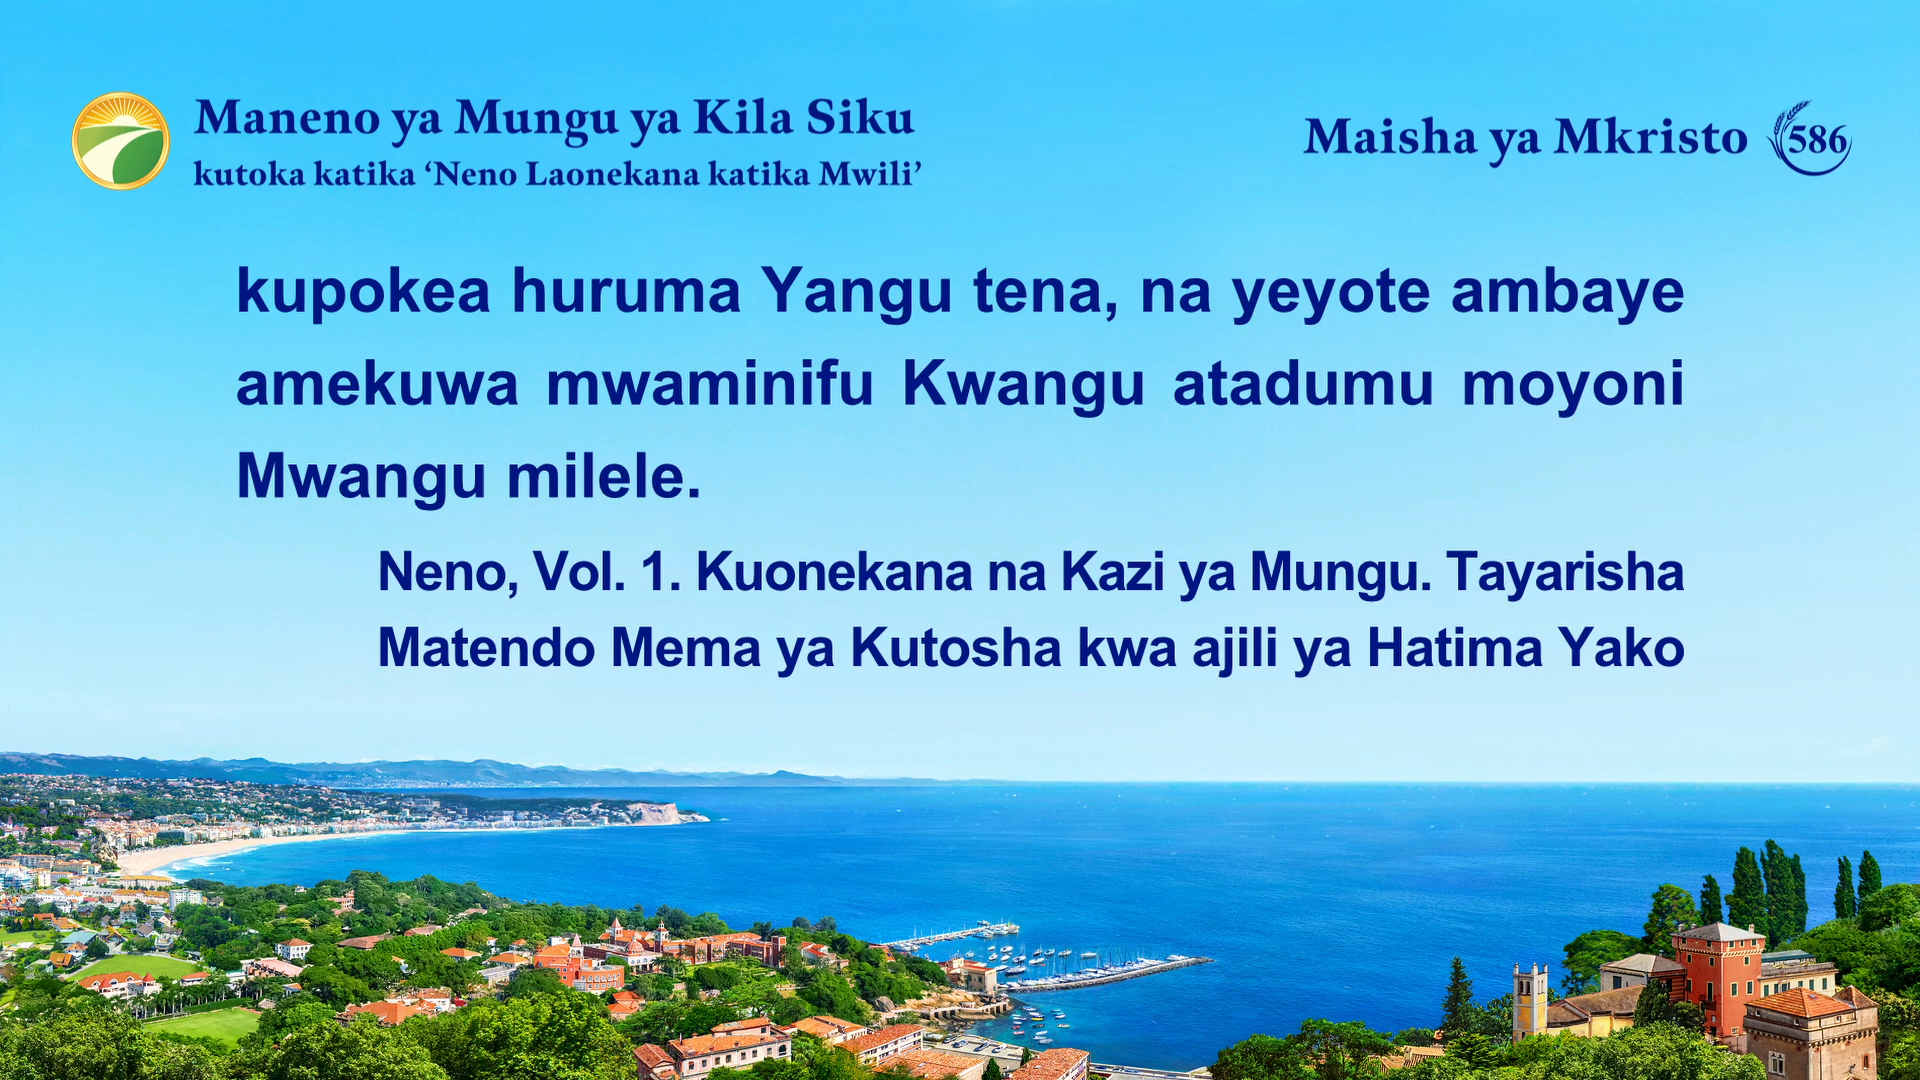 Maneno ya Mungu ya Kila Siku
kutoka katika ‘Neno Laonekana katika Mwili’
Maisha ya Mkristo 586
kupokea huruma Yangu tena, na yeyote ambaye
amekuwa mwaminifu Kwangu atadumu moyoni
Mwangu milele.
Neno, Vol. 1. Kuonekana na Kazi ya Mungu. Tayarisha
Matendo Mema ya Kutosha kwa ajili ya Hatima Yako